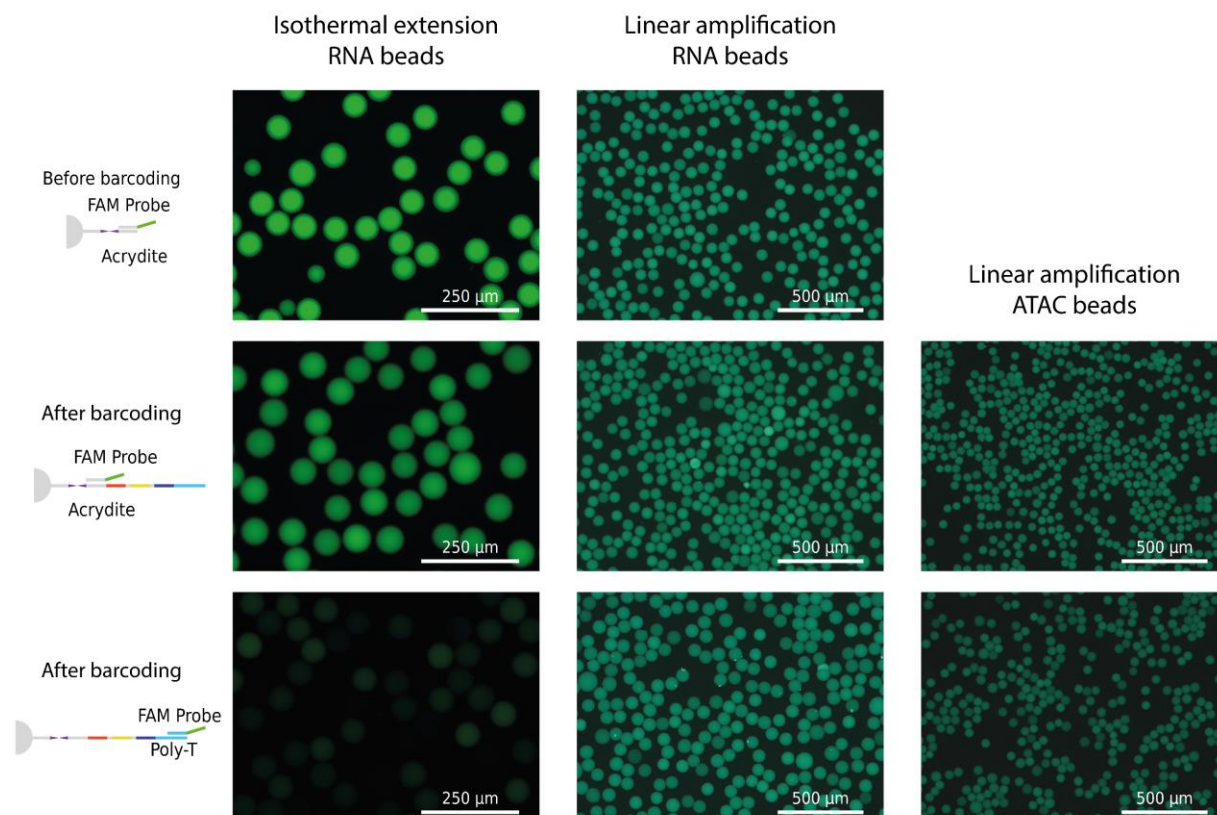 Isothermal extension
RNA beads
Linear amplification
RNA beads
Before barcoding
FAM Probe
Acrydite
250 µm
500 µm
Linear amplification
ATAC beads
After barcoding
FAM Probe
Acrydite
250 µm
500 µm
500 µm
After barcoding
FAM Probe
Poly-T
250 µm
500 µm
500 µm